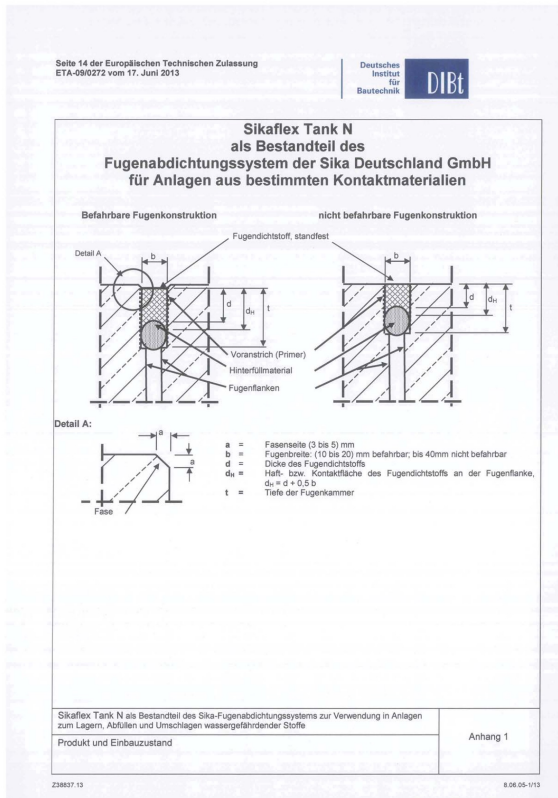 Seite 14 der Europäischen Technischen Zulassung
ETA-09/0272 vom 17. Juni 2013
Deutsches
Institut
für
Bautechnik
DIBt
Sikaflex Tank N
als Bestandteil des
Fugenabdichtungssystem der Sika Deutschland GmbH
für Anlagen aus bestimmten Kontaktmaterialien
Befahrbare Fugenkonstruktion
nicht befahrbare Fugenkonstruktion
Fugendichtstoff, standfest
Detail A
b
b
d
dH
t
d
dH
t
Voranstrich (Primer)
Hinterfüllmaterial
Fugenflanken
Detail A:
a
a
Fase
a = Fasenseite (3 bis 5) mm
b = Fugenbreite: (10 bis 20) mm befahrbar; bis 40mm nicht befahrbar
d = Dicke des Fugendichtstoffs
dH = Haft- bzw. Kontaktfläche des Fugendichtstoffs an der Fugenflanke,
dH = d + 0,5 b
t = Tiefe der Fugenkammer
Sikaflex Tank N als Bestandteil des Sika-Fugenabdichtungssystems zur Verwendung in Anlagen
zum Lagern, Abfüllen und Umschlagen wassergefährdender Stoffe
Produkt und Einbauzustand
Anhang 1
Z38837.13
8.06.05-1/13